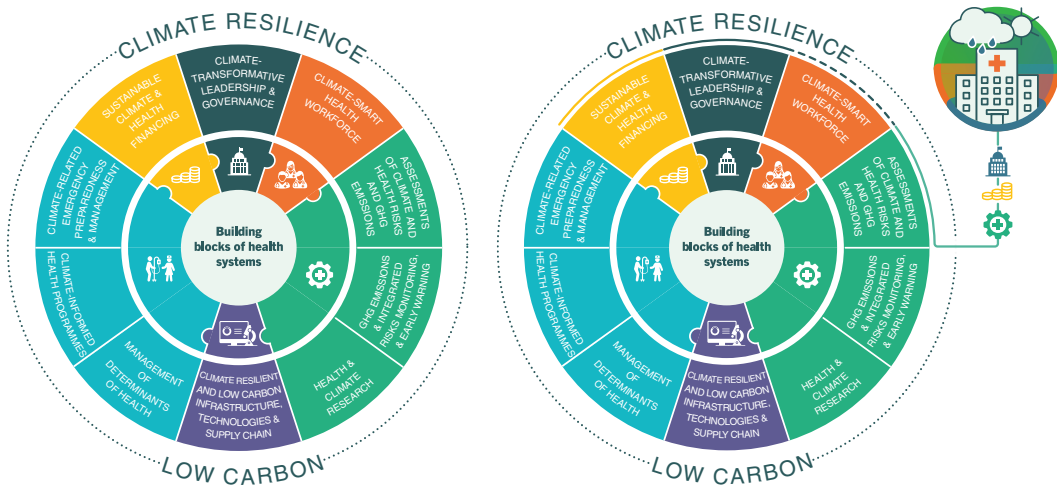 CLIMATE RESILIENCE
CLIMATE-
TRANSFORMATIVE
LEADERSHIP &
GOVERNANCE
CLIMATE-SMART
HEALTH
WORKFORCE
ASSESSMENTS
OF CLIMATE AND
HEALTH RISKS
AND GHG
EMISSIONS
GHG EMISSIONS
& INTEGRATED
RISKS MONITORING,
& EARLY WARNING
HEALTH &
CLIMATE
RESEARCH
CLIMATE RESILIENT
AND LOW CARBON
INFRASTRUCTURE,
TECHNOLOGIES &
SUPPLY CHAIN
MANAGEMENT
OF
DETERMINANTS
OF HEALTH
CLIMATE-INFORMED
HEALTH PROGRAMMES
CLIMATE-RELATED
EMERGENCY
PREPAREDNESS
& MANAGEMENT
SUSTAINABLE
CLIMATE &
HEALTH
FINANCING
Building
blocks of health
systems
LOW CARBON
CLIMATE RESILIENCE
CLIMATE-
TRANSFORMATIVE
LEADERSHIP &
GOVERNANCE
CLIMATE-SMART
HEALTH
WORKFORCE
ASSESSMENTS
OF CLIMATE AND
HEALTH RISKS
AND GHG
EMISSIONS
GHG EMISSIONS
& INTEGRATED
RISKS MONITORING,
& EARLY WARNING
HEALTH &
CLIMATE
RESEARCH
CLIMATE RESILIENT
AND LOW CARBON
INFRASTRUCTURE,
TECHNOLOGIES &
SUPPLY CHAIN
MANAGEMENT
OF
DETERMINANTS
OF HEALTH
CLIMATE-INFORMED
HEALTH PROGRAMMES
CLIMATE-RELATED
EMERGENCY
PREPAREDNESS
& MANAGEMENT
SUSTAINABLE
CLIMATE &
HEALTH
FINANCING
Building
blocks of health
systems
LOW CARBON